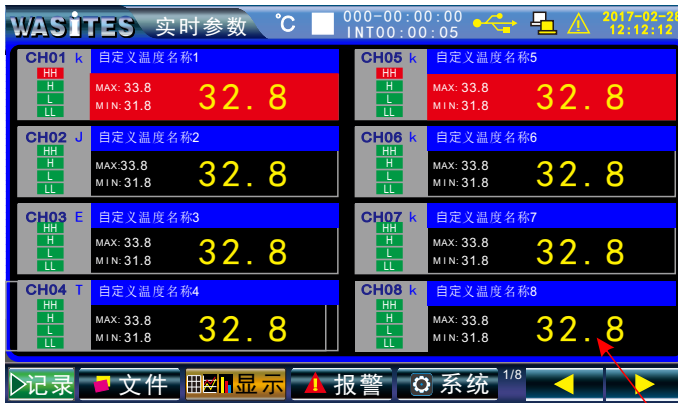 WASiTES 实时参数 ℃ 000-00:00:00 2017-02-28
INT00:00:05 12:12:12
CH01 k 自定义温度名称1
HH
H
L
LL
MAX: 33.8
MIN: 31.8
32.8
CH05 k 自定义温度名称5
HH
H
L
LL
MAX: 33.8
MIN: 31.8
32.8
CH02 J 自定义温度名称2
HH
H
L
LL
MAX:33.8
MIN: 31.8
32.8
CH06 k 自定义温度名称6
HH
H
L
LL
MAX: 33.8
MIN: 31.8
32.8
CH03 E 自定义温度名称3
HH
H
L
LL
MAX: 33.8
MIN: 31.8
32.8
CH07 k 自定义温度名称7
HH
H
L
LL
MAX: 33.8
MIN: 31.8
32.8
CH04 T 自定义温度名称4
HH
H
L
LL
MAX: 33.8
MIN: 31.8
32.8
CH08 k 自定义温度名称8
HH
H
L
LL
MAX: 33.8
MIN: 31.8
32.8
记录 文件 显示 报警 系统 1/8